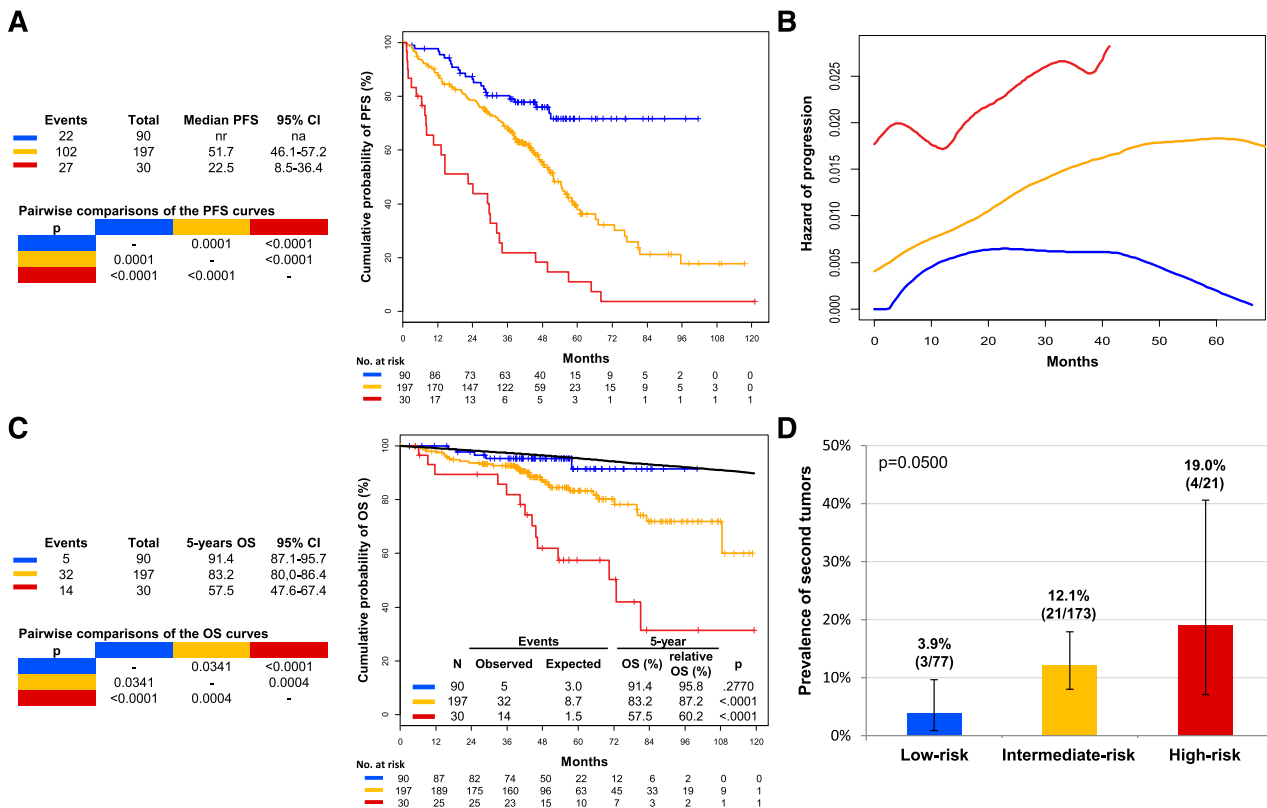 A
Events Total Median PFS 95% CI
22 90 nr na
102 197 51.7 46.1-57.2
27 30 22.5 8.5-36.4
Pairwise comparisons of the PFS curves
p
- 0.0001 <0.0001
0.0001 - <0.0001
<0.0001 <0.0001 -
Cumulative probability of PFS (%)
100
80
60
40
20
0
0 12 24 36 48 60 72 84 96 108 120
Months
No. at risk
90 86 73 63 40 15 9 5 2 0 0
197 170 147 122 59 23 15 9 5 3 0
30 17 13 6 5 3 1 1 1 1 1
B
Hazard of progression
0.025
0.020
0.015
0.010
0.005
0.000
0 10 20 30 40 50 60
Months
C
Events Total 5-years OS 95% CI
5 90 91.4 87.1-95.7
32 197 83.2 80,0-86.4
14 30 57.5 47.6-67.4
Pairwise comparisons of the OS curves
p
- 0.0341 <0.0001
0.0341 - 0.0004
<0.0001 0.0004 -
Cumulative probability of OS (%)
100
80
60
40
20
0
Events 5-year
N Observed Expected OS (%) relative OS (%) p
90 5 3.0 91.4 95.8 .2770
197 32 8.7 83.2 87.2 <.0001
30 14 1.5 57.5 60.2 <.0001
0 12 24 36 48 60 72 84 96 108 120
Months
No. at risk
90 87 82 74 50 22 12 6 2 0 0
197 189 175 160 96 63 45 33 19 9 1
30 25 25 23 15 10 7 3 2 1 1
D
Prevalence of second tumors
50%
40%
30%
20%
10%
0%
p=0.0500
3.9%
(3/77)
12.1%
(21/173)
19.0%
(4/21)
Low-risk Intermediate-risk High-risk